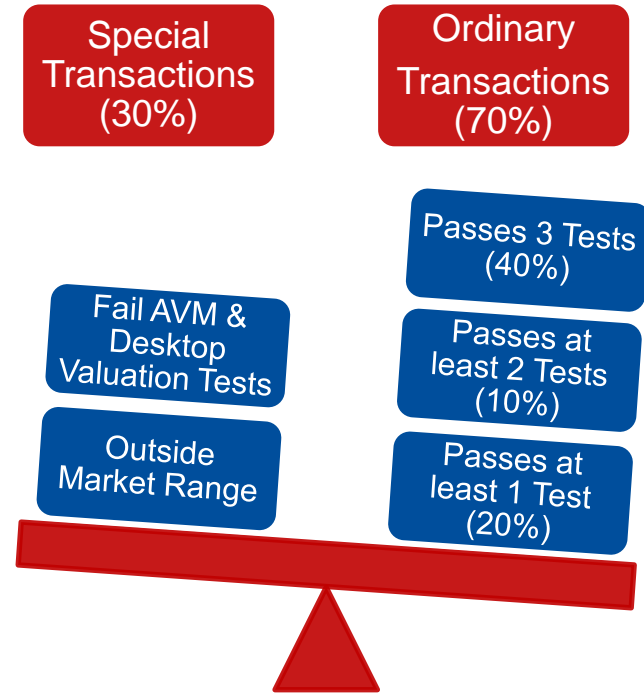 Special
Transactions
(30%)
Ordinary
Transactions
(70%)
Fail AVM &
Desktop
Valuation Tests
Outside
Market Range
Passes 3 Tests
(40%)
Passes at
least 2 Tests
(10%)
Passes at
least 1 Test
(20%)